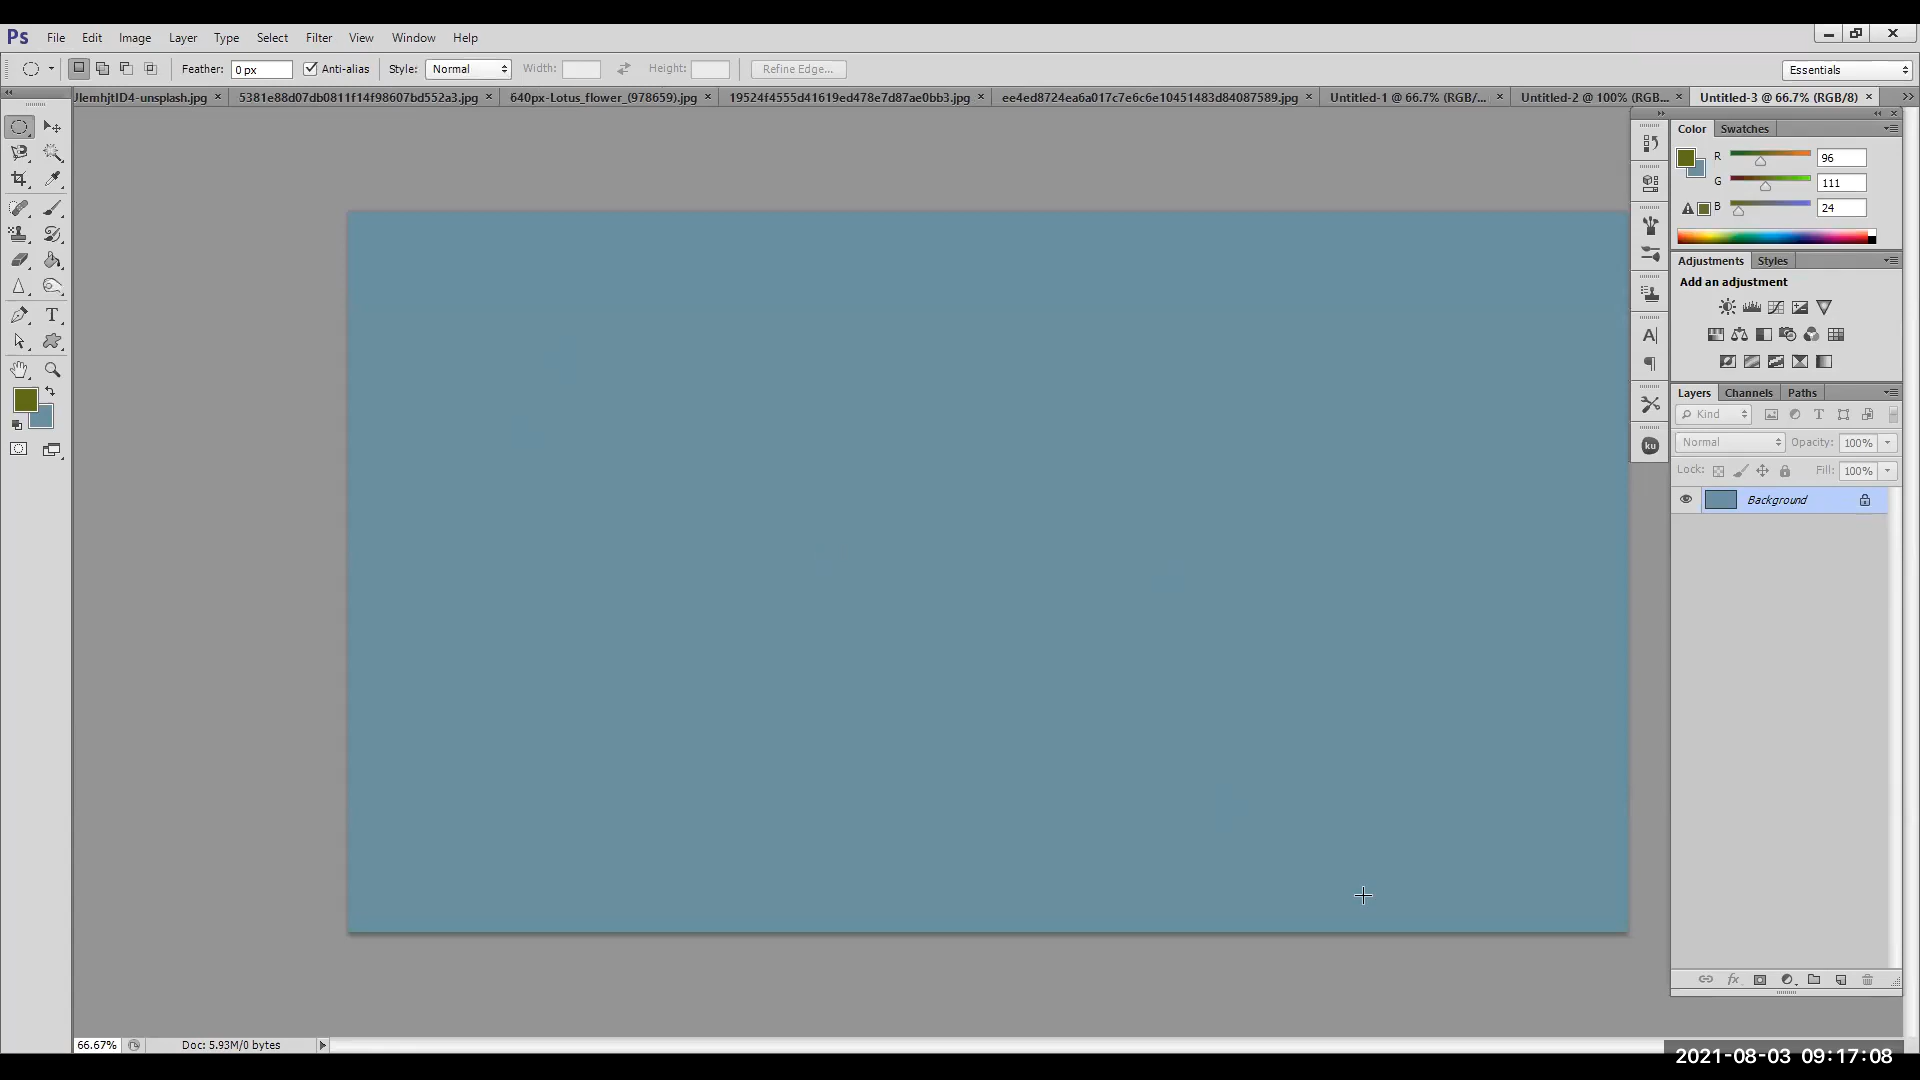 Ps File Edit Image Layer Type Select Filter View Window Help
Feather: 0 px Anti-alias Style: Normal Width: Height: Refine Edge... Essentials
JlemhjtID4-unsplash.jpg × 5381e88d07db0811f14f98607bd552a3.jpg × 640px-Lotus_flower_(978659).jpg × 19524f4555d41619ed478e7d87ae0bb3.jpg × ee4ed8724ea6a017c7e6c6e10451483d84087589.jpg × Untitled-1 @ 66.7% (RGB/... × Untitled-2 @ 100% (RGB... × Untitled-3 @ 66.7% (RGB/8) ×
Color Swatches
R 96
G 111
B 24
Adjustments Styles
Add an adjustment
Layers Channels Paths
Kind
Normal Opacity: 100%
Lock: Fill: 100%
Background
ku
fx
66.67% Doc: 5.93M/0 bytes
2021-08-03 09:17:08